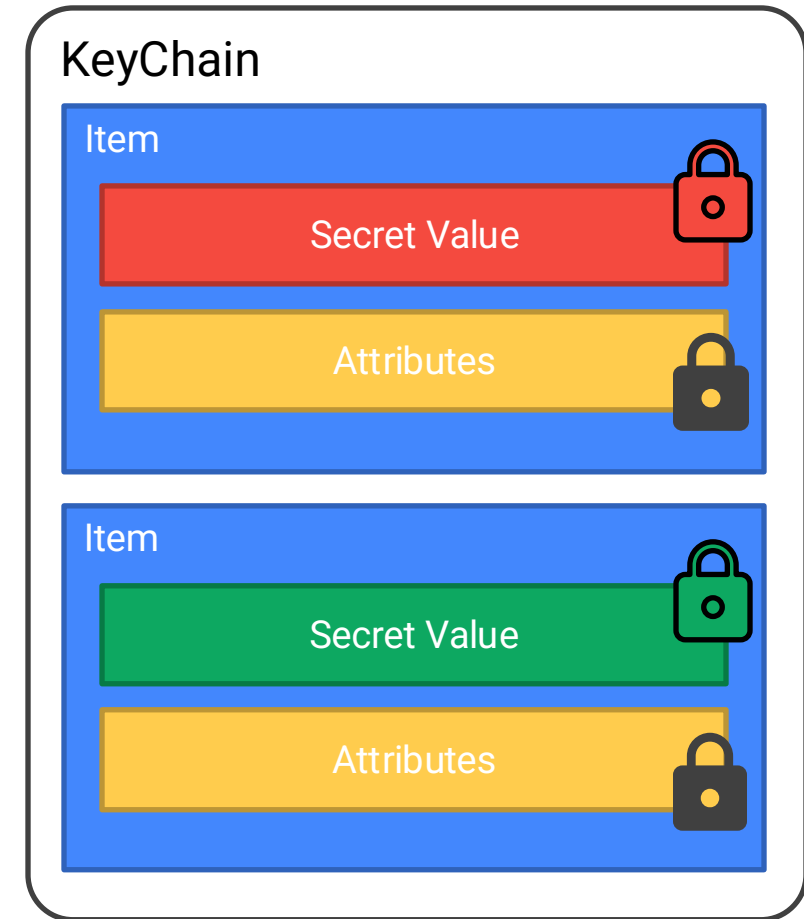 KeyChain
Item
Secret Value
Attributes
Item
Secret Value
Attributes